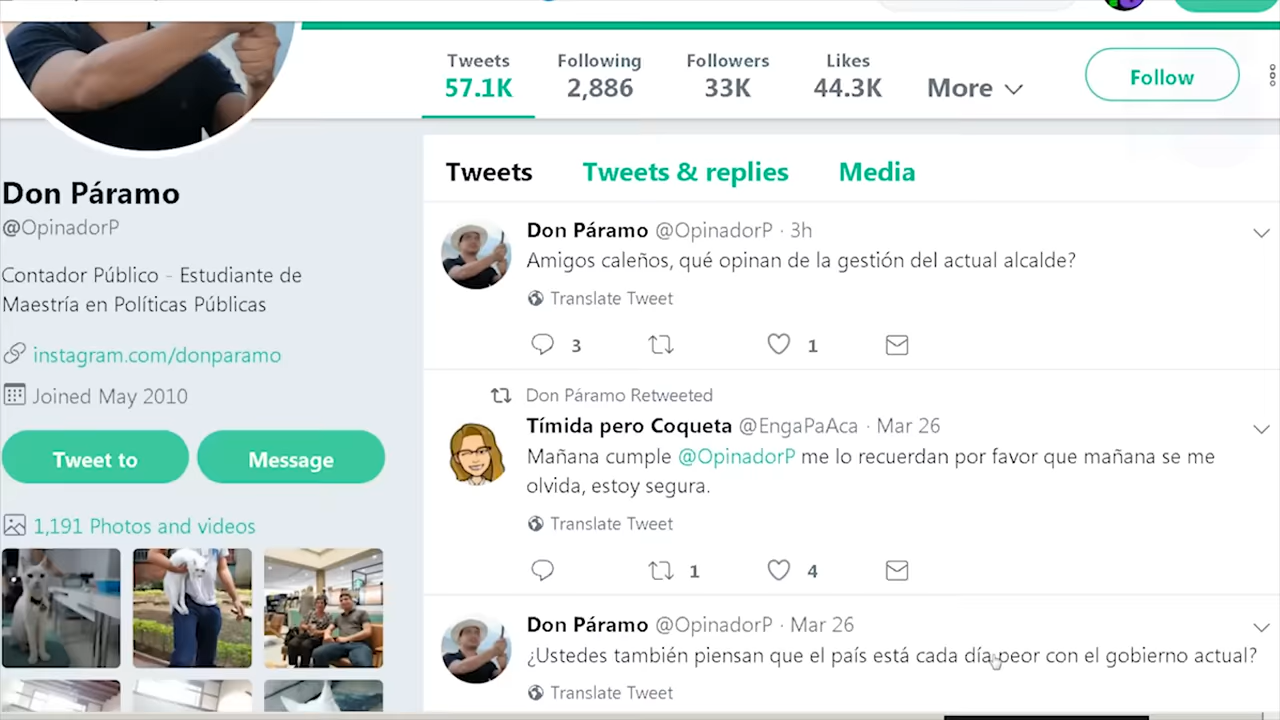 Tweets
57.1K
Following
2,886
Followers
33K
Likes
44.3K
More
Follow
Don Páramo
@OpinadorP
Contador Público - Estudiante de
Maestría en Políticas Públicas
instagram.com/donparamo
Joined May 2010
Tweet to
Message
1,191 Photos and videos
Tweets
Tweets & replies
Media
Don Páramo @OpinadorP · 3h
Amigos caleños, qué opinan de la gestión del actual alcalde?
Translate Tweet
3
1
Don Páramo Retweeted
Tímida pero Coqueta @EngaPaAca · Mar 26
Mañana cumple @OpinadorP me lo recuerdan por favor que mañana se me
olvida, estoy segura.
Translate Tweet
1
4
Don Páramo @OpinadorP · Mar 26
¿Ustedes también piensan que el país está cada día peor con el gobierno actual?
Translate Tweet